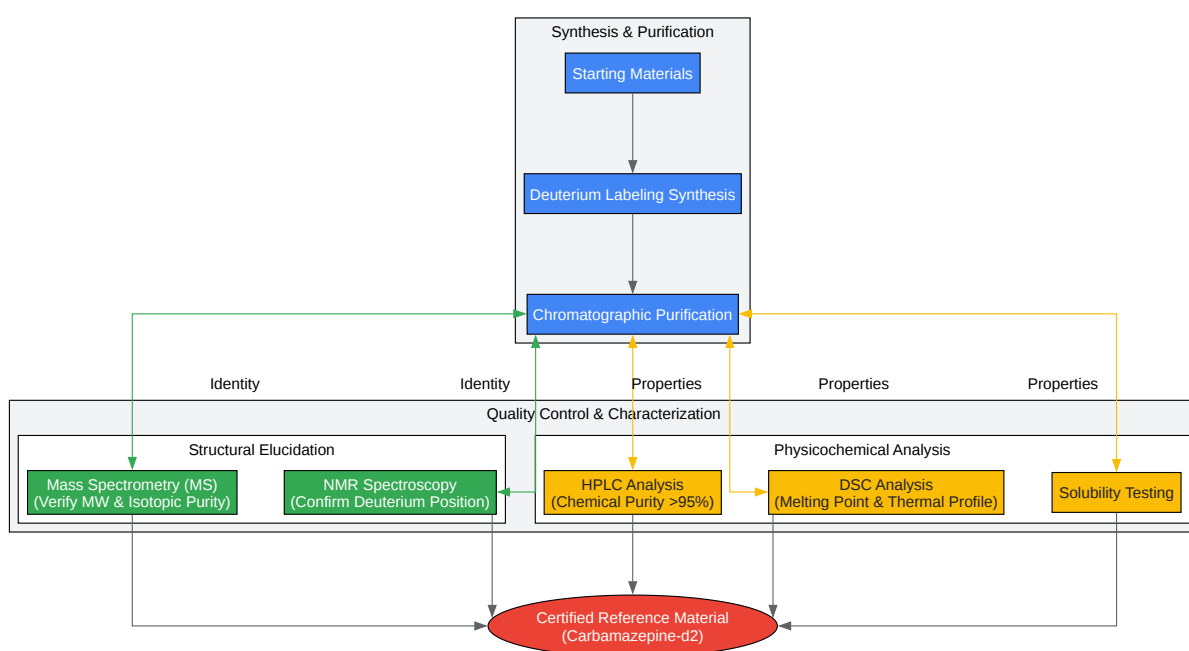 Synthesis & Purification
Starting Materials
Deuterium Labeling Synthesis
Chromatographic Purification
Identity
Identity
Properties
Properties
Properties
Quality Control & Characterization
Structural Elucidation
Physicochemical Analysis
Mass Spectrometry (MS)
(Verify MW & Isotopic Purity)
NMR Spectroscopy
(Confirm Deuterium Position)
HPLC Analysis
(Chemical Purity >95%)
DSC Analysis
(Melting Point & Thermal Profile)
Solubility Testing
Certified Reference Material
(Carbamazepine-d2)